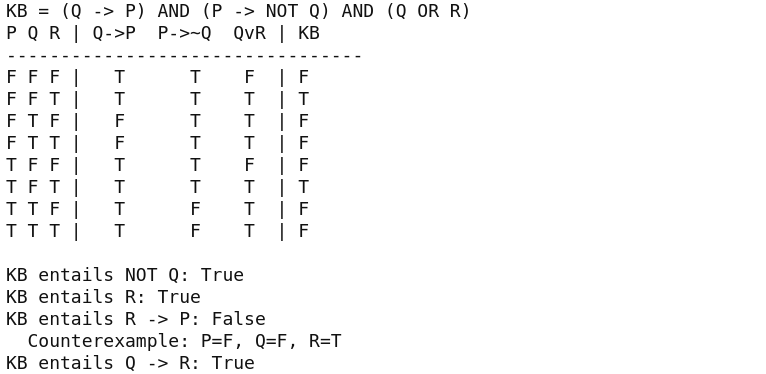 KB = (Q -> P) AND (P -> NOT Q) AND (Q OR R)
P Q R | Q->P  P->~Q  QvR | KB
---------------------------------
F F F |   T      T    F  | F
F F T |   T      T    T  | T
F T F |   F      T    T  | F
F T T |   F      T    T  | F
T F F |   T      T    F  | F
T F T |   T      T    T  | T
T T F |   T      F    T  | F
T T T |   T      F    T  | F

KB entails NOT Q: True
KB entails R: True
KB entails R -> P: False
  Counterexample: P=F, Q=F, R=T
KB entails Q -> R: True